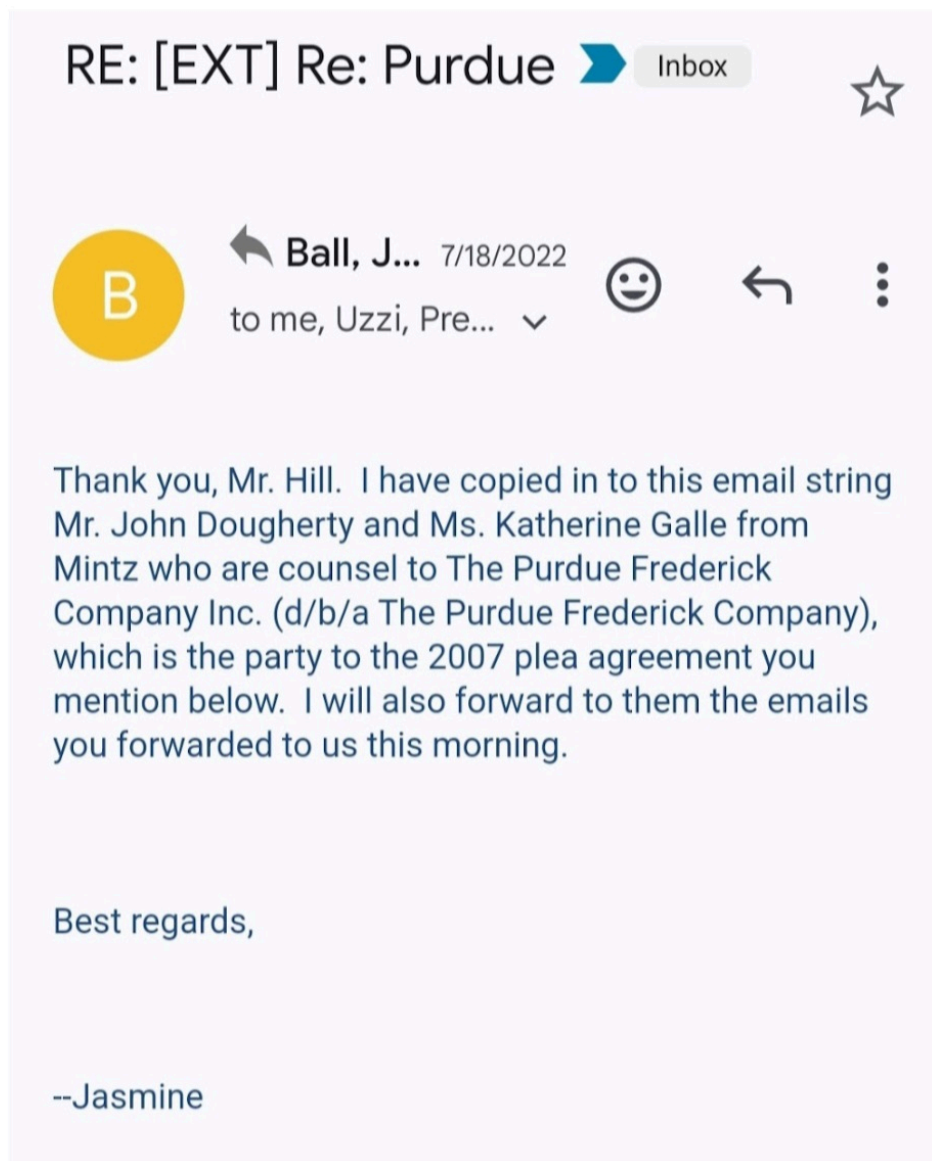 RE: [EXT] Re: Purdue Inbox
B
Ball, J... 7/18/2022
to me, Uzzi, Pre...
Thank you, Mr. Hill.  I have copied in to this email string
Mr. John Dougherty and Ms. Katherine Galle from
Mintz who are counsel to The Purdue Frederick
Company Inc. (d/b/a The Purdue Frederick Company),
which is the party to the 2007 plea agreement you
mention below.  I will also forward to them the emails
you forwarded to us this morning.
Best regards,
--Jasmine